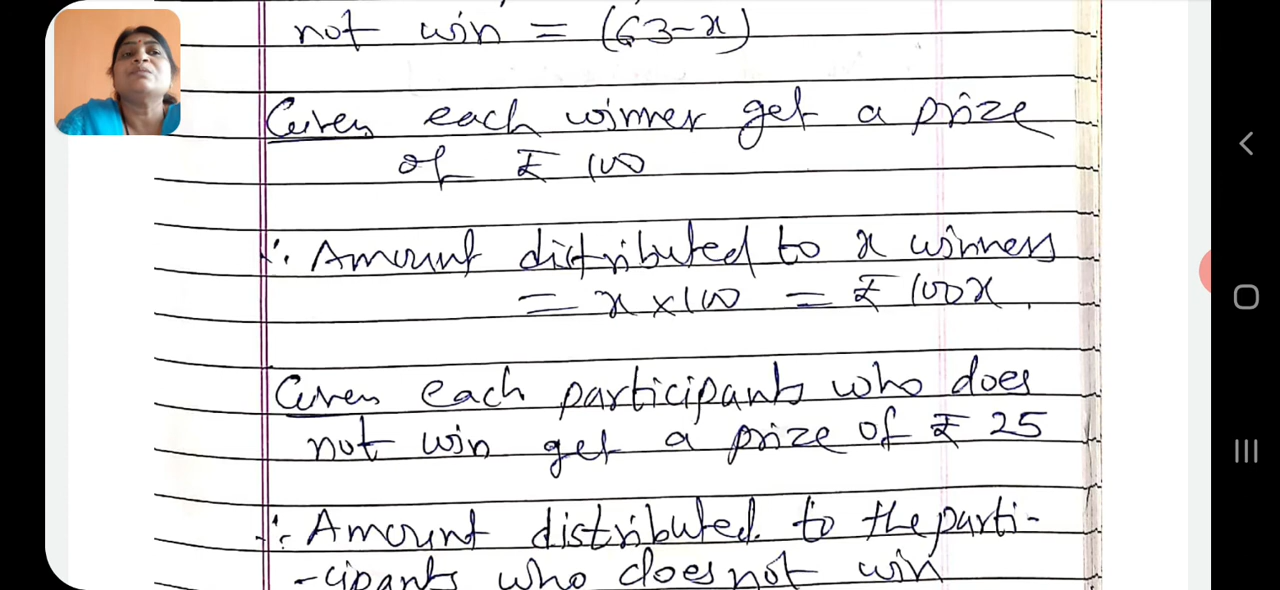 not win = (63-x)
Given each winner get a prize
of ₹ 100
∴ Amount distributed to x winners
= x × 100 = ₹ 100x.
Given each participants who does
not win get a prize of ₹ 25
∴ Amount distributed to the parti-
-cipants who does not win